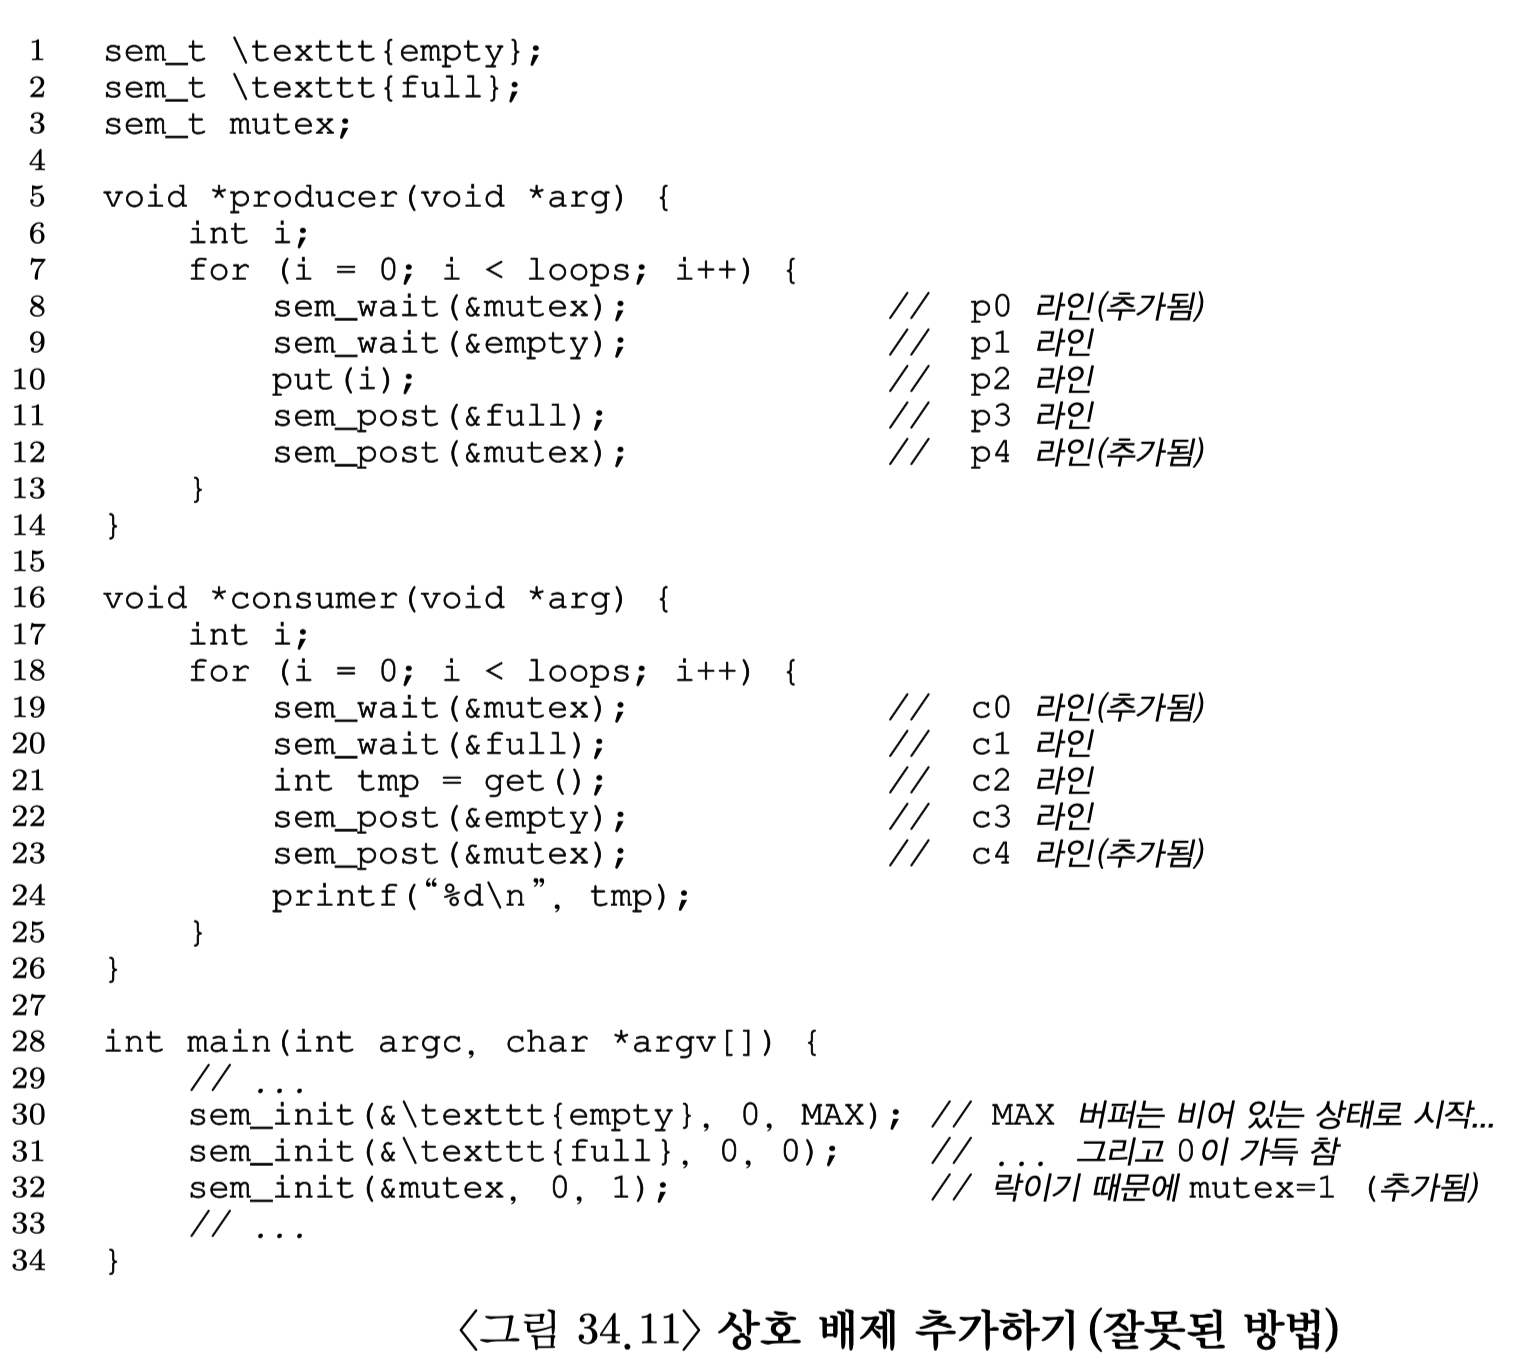 1 sem_t \texttt{empty};
2 sem_t \texttt{full};
3 sem_t mutex;
4
5 void *producer(void *arg) {
6 int i;
7 for (i = 0; i < loops; i++) {
8 sem_wait(&mutex); // p0 라인(추가됨)
9 sem_wait(&empty); // p1 라인
10 put(i); // p2 라인
11 sem_post(&full); // p3 라인
12 sem_post(&mutex); // p4 라인(추가됨)
13 }
14 }
15
16 void *consumer(void *arg) {
17 int i;
18 for (i = 0; i < loops; i++) {
19 sem_wait(&mutex); // c0 라인(추가됨)
20 sem_wait(&full); // c1 라인
21 int tmp = get(); // c2 라인
22 sem_post(&empty); // c3 라인
23 sem_post(&mutex); // c4 라인(추가됨)
24 printf(“%d\n”, tmp);
25 }
26 }
27
28 int main(int argc, char *argv[]) {
29 // ...
30 sem_init(&\texttt{empty}, 0, MAX); // MAX 버퍼는 비어 있는 상태로 시작...
31 sem_init(&\texttt{full}, 0, 0); // ... 그리고 0이 가득 참
32 sem_init(&mutex, 0, 1); // 락이기 때문에 mutex=1 (추가됨)
33 // ...
34 }
〈그림 34.11〉 상호 배제 추가하기(잘못된 방법)